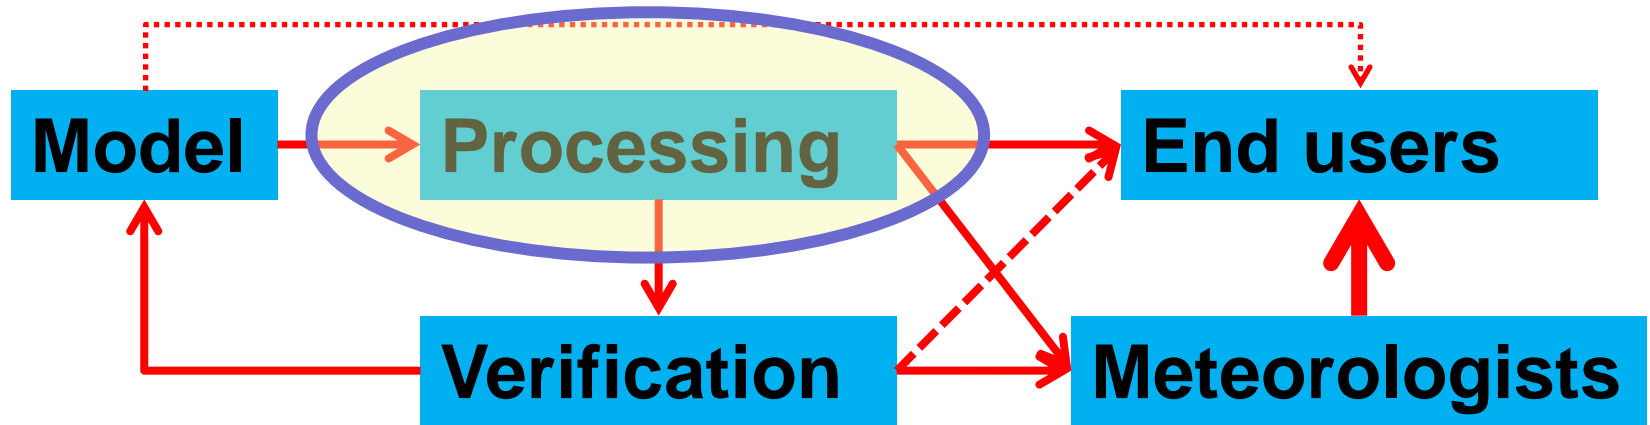 Model
Processing
End users
Verification
Meteorologists